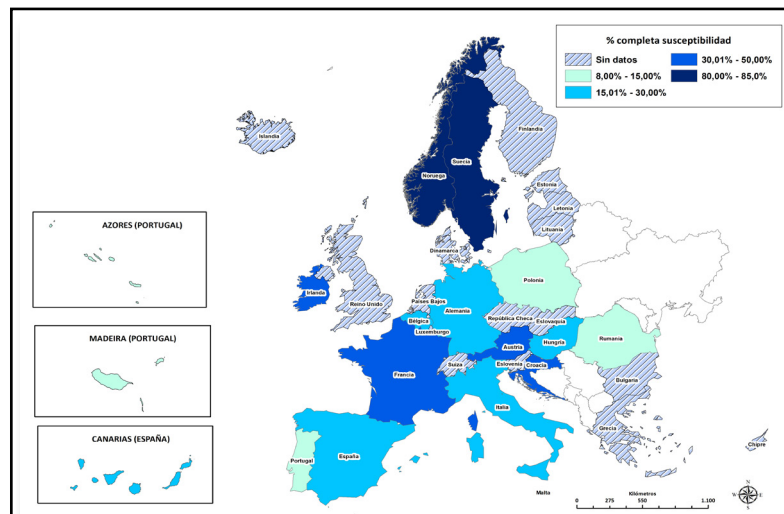 % completa susceptibilidad
Sin datos
30,01% - 50,00%
8,00% - 15,00%
80,00% - 85,0%
15,01% - 30,00%
Islandia
Finlandia
Suecia
Noruega
Estonia
Letonia
Lituania
Dinamarca
AZORES (PORTUGAL)
Irlanda
Reino Unido
Países Bajos
Polonia
Alemania
Bélgica
República Checa
Eslovaquia
Luxemburgo
MADEIRA (PORTUGAL)
Austria
Hungría
Rumania
Suiza
Eslovenia
Croacia
Francia
Bulgaria
Italia
Grecia
CANARIAS (ESPAÑA)
Chipre
Portugal
España
Malta
Kilómetros
0 275 550 1.100
N
W E
S